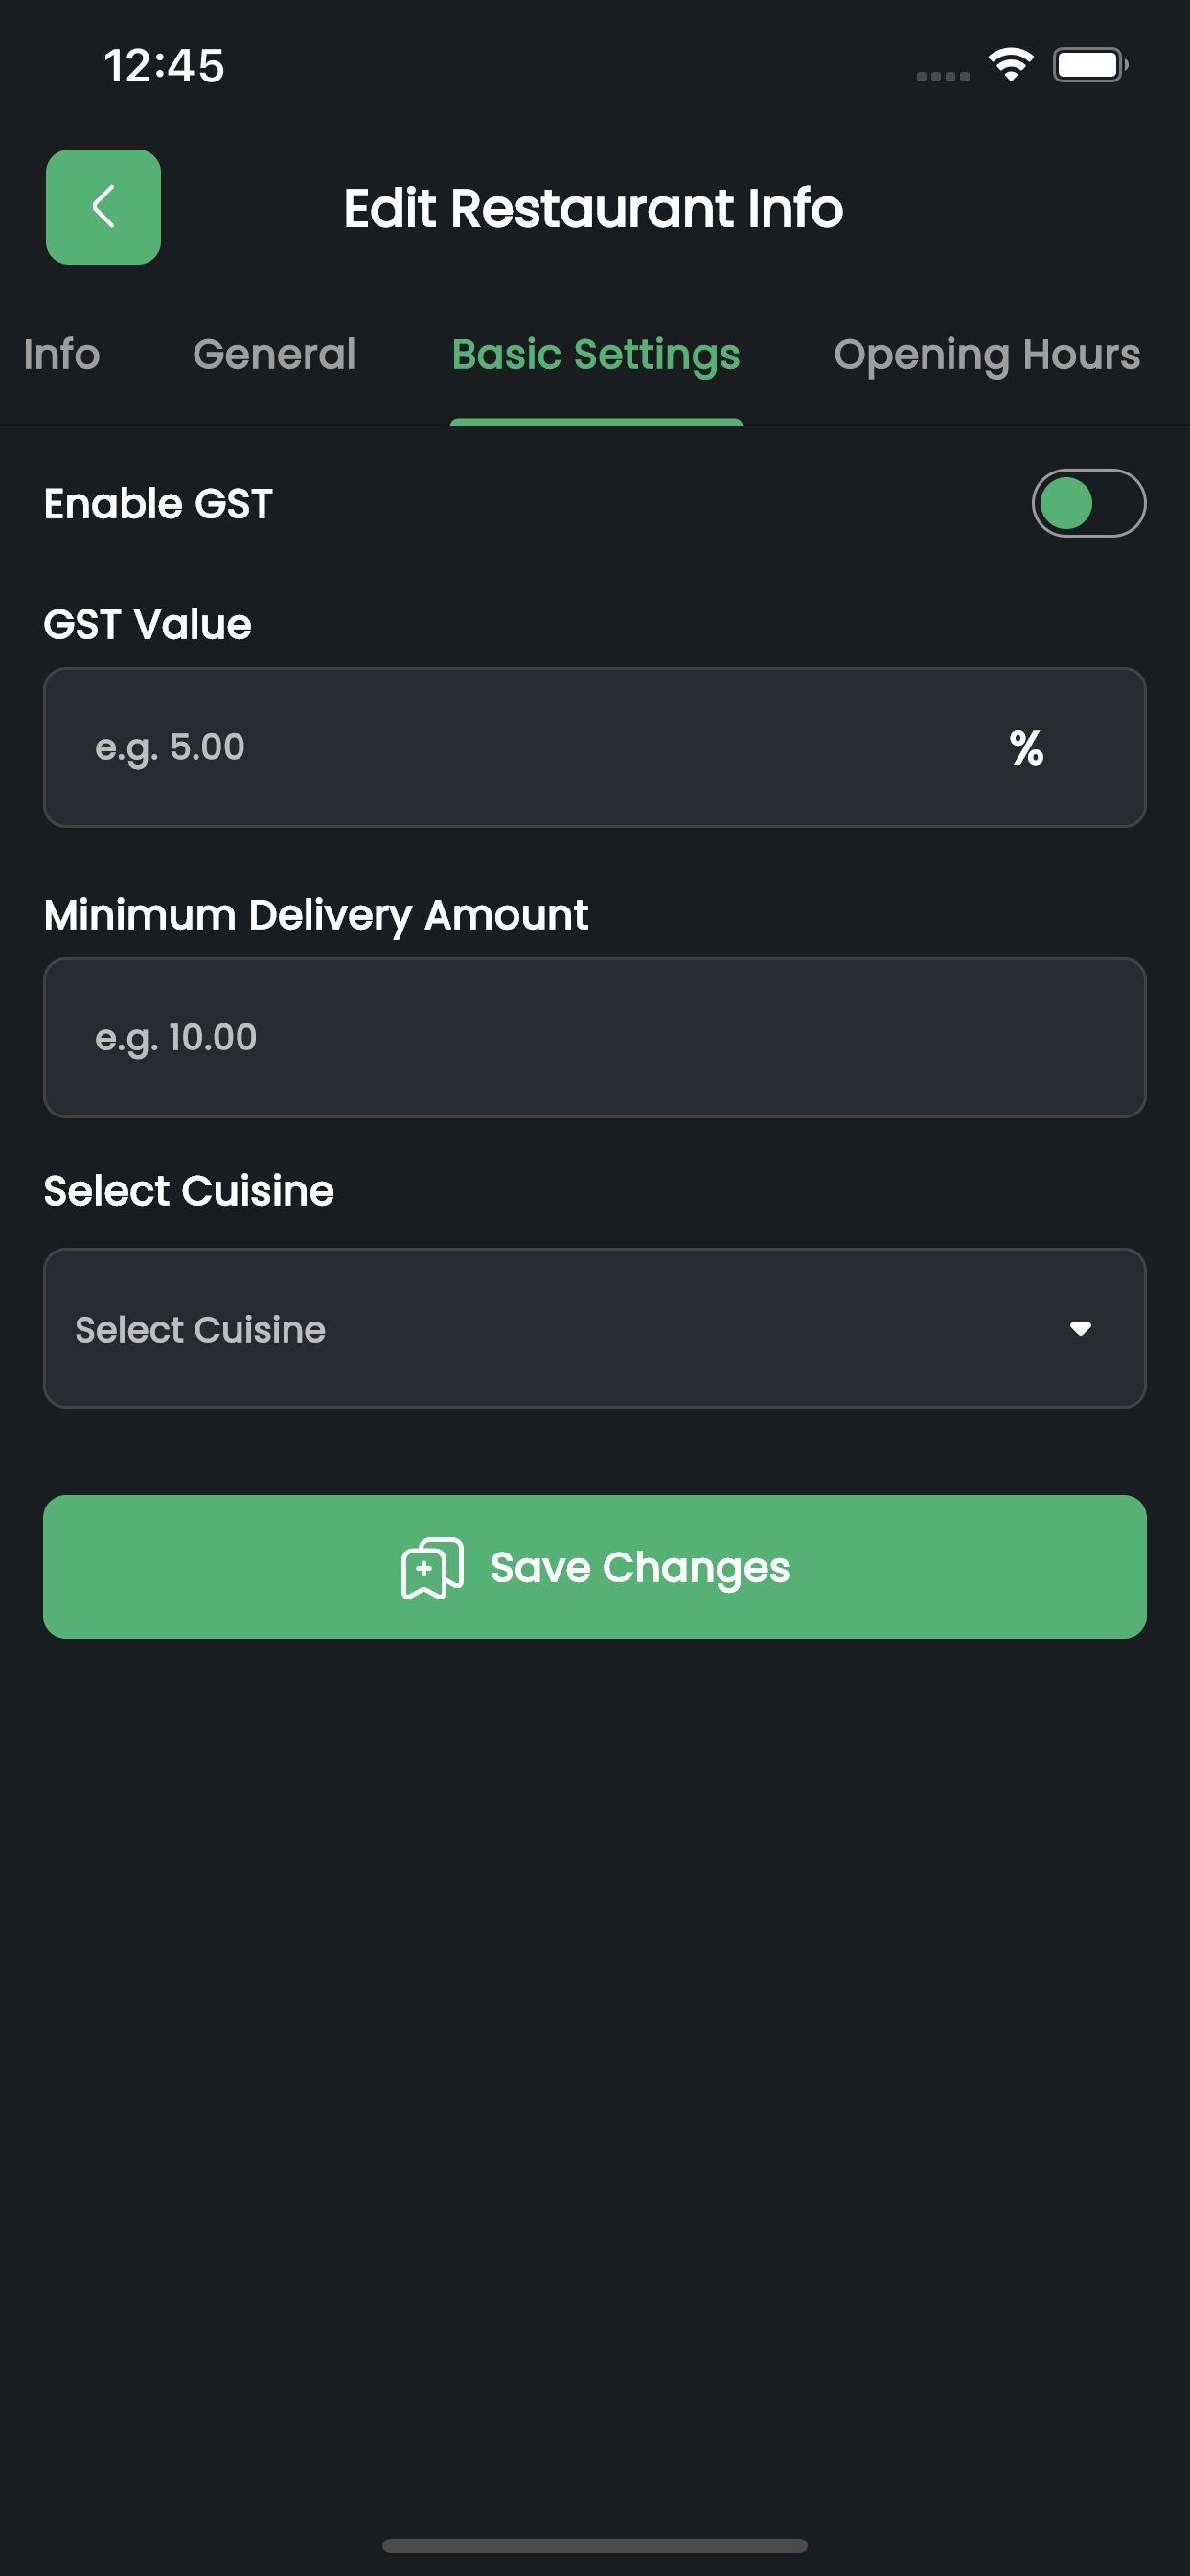 12:45
Edit Restaurant Info
Info General Basic Settings Opening Hours
Enable GST
GST Value
e.g. 5.00 %
Minimum Delivery Amount
e.g. 10.00
Select Cuisine
Select Cuisine
Save Changes